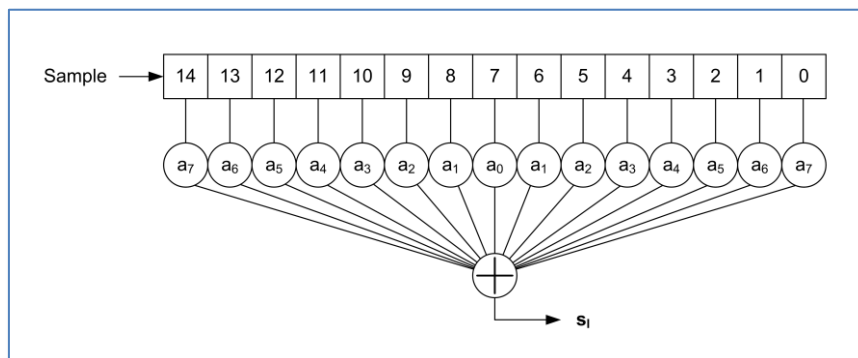 Sample 14 13 12 11 10 9 8 7 6 5 4 3 2 1 0
a₇ a₆ a₅ a₄ a₃ a₂ a₁ a₀ a₁ a₂ a₃ a₄ a₅ a₆ a₇
s_I